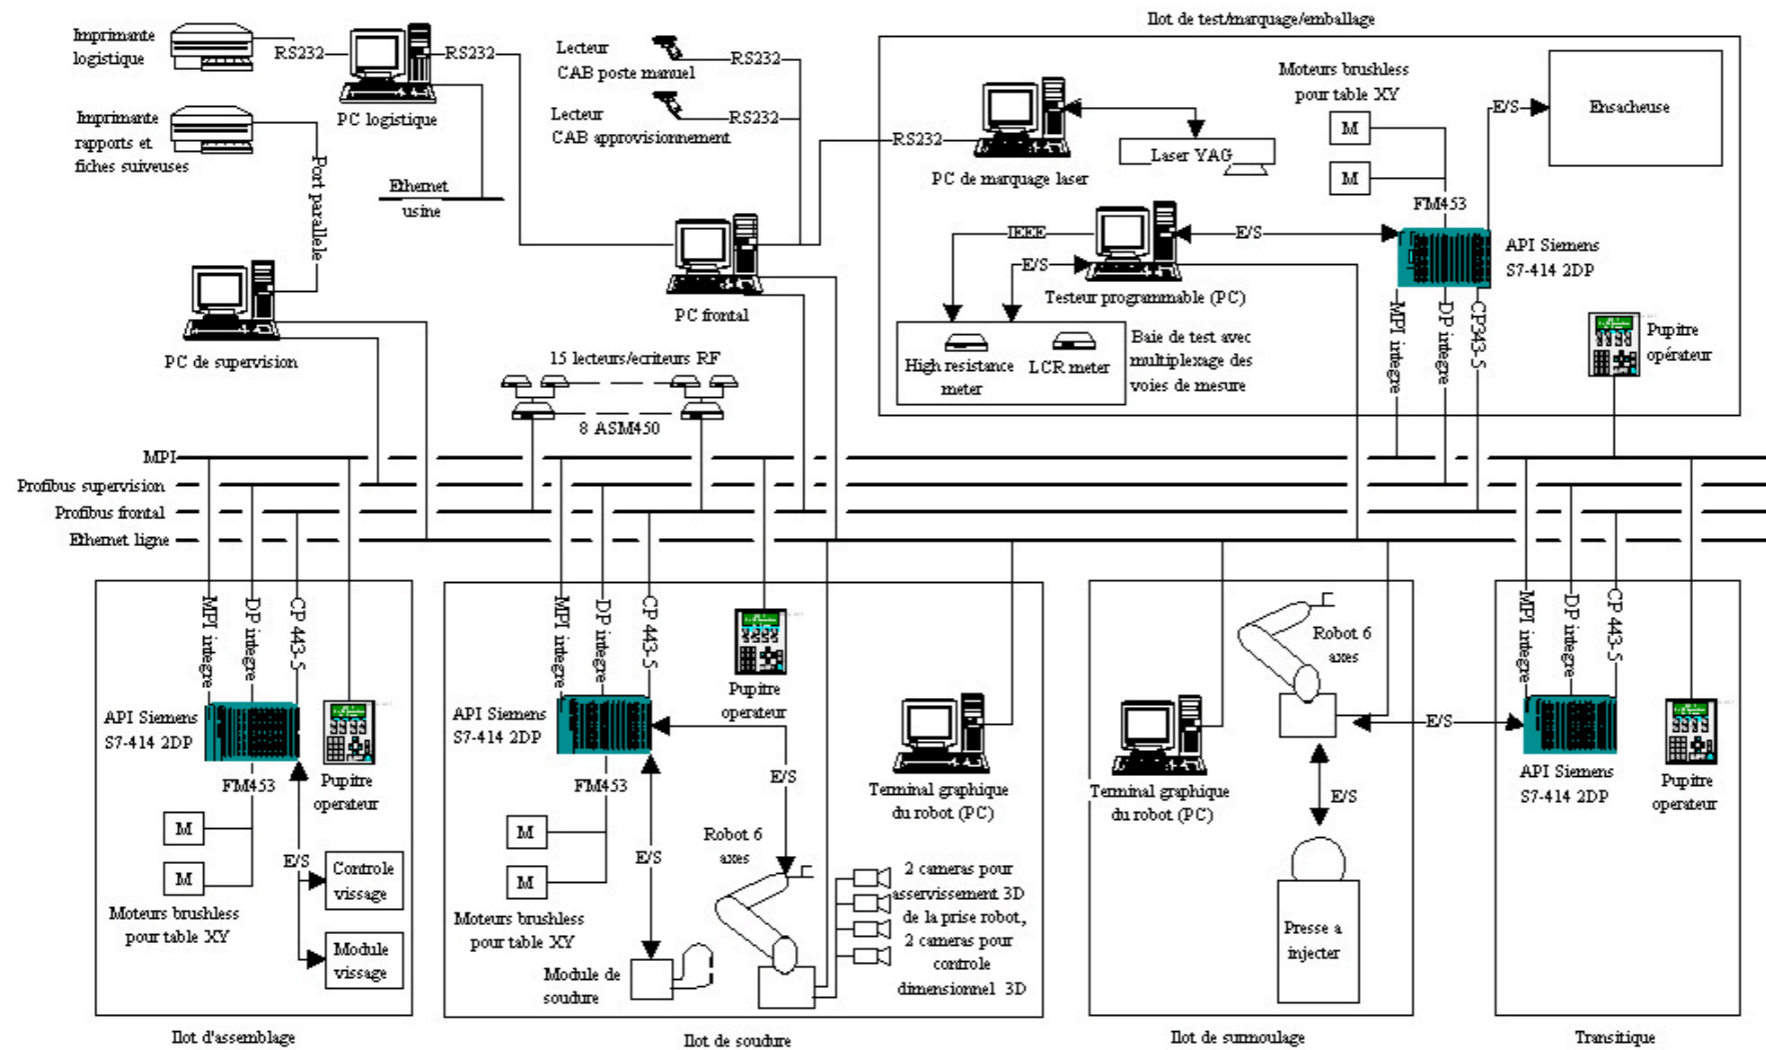 Ilot de test/marquage/emballage
Imprimante
logistique
RS232
RS232
PC logistique
Lecteur
CAB poste manuel
RS232
Lecteur
CAB approvisionnement
RS232
Imprimante
rapports et
fiches suiveuses
Port parallele
Ethernet
usine
RS232
PC de marquage laser
Laser YAG
Moteurs brushless
pour table XY
M
M
FM453
E/S
Ensacheuse
PC de supervision
PC frontal
IEEE
E/S
E/S
Testeur programmable (PC)
API Siemens
S7-414 2DP
High resistance
meter
LCR meter
Baie de test avec
multiplexage des
voies de mesure
MPI integre
DP integre
CP343-5
Pupitre
opérateur
15 lecteurs/ecriteurs RF
8 ASM450
MPI
Profibus supervision
Profibus frontal
Ethernet ligne
MPI integre
DP integre
CP 443-5
API Siemens
S7-414 2DP
FM453
Pupitre
operateur
M
M
Moteurs brushless
pour table XY
E/S
Controle
vissage
Module
vissage
Ilot d'assemblage
MPI integre
DP integre
CP 443-5
Pupitre
operateur
API Siemens
S7-414 2DP
FM453
M
M
Moteurs brushless
pour table XY
E/S
E/S
Module de
soudure
Robot 6
axes
Terminal graphique
du robot (PC)
2 cameras pour
asservissement 3D
de la prise robot,
2 cameras pour
controle
dimensionnel 3D
Ilot de soudure
Robot 6
axes
Terminal graphique
du robot (PC)
E/S
E/S
Presse a
injecter
Ilot de surmoulage
MPI integre
DP integre
CP 443-5
API Siemens
S7-414 2DP
Pupitre
operateur
Transitique